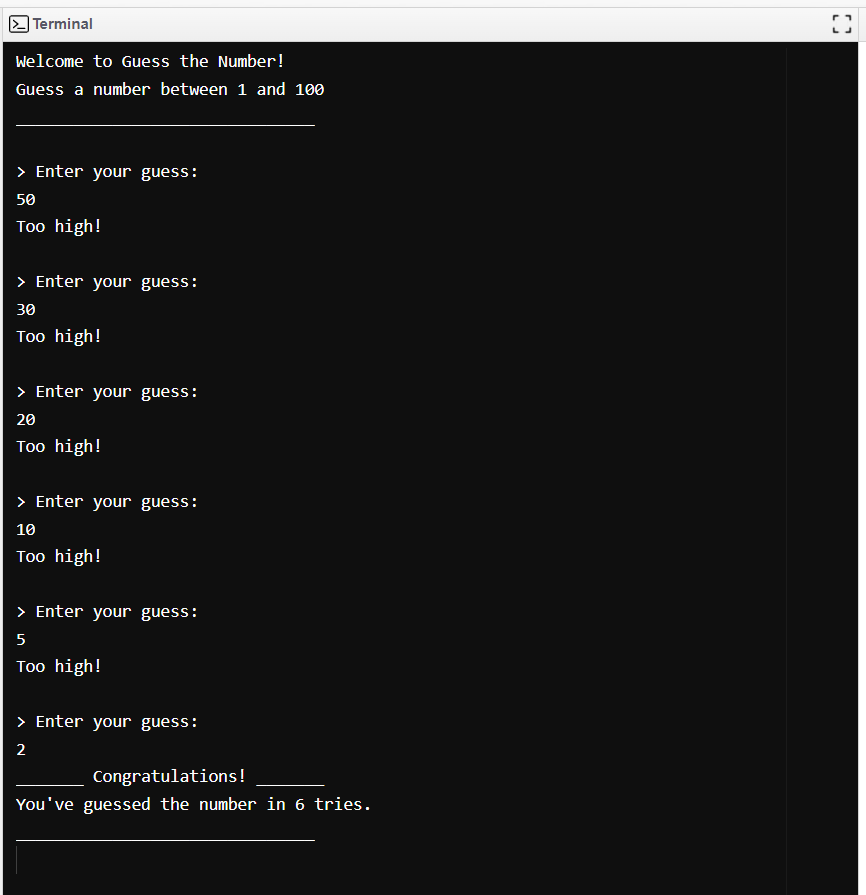 Terminal
Welcome to Guess the Number!
Guess a number between 1 and 100
_______________________________
> Enter your guess:
50
Too high!
> Enter your guess:
30
Too high!
> Enter your guess:
20
Too high!
> Enter your guess:
10
Too high!
> Enter your guess:
5
Too high!
> Enter your guess:
2
_______ Congratulations! _______
You've guessed the number in 6 tries.
_______________________________